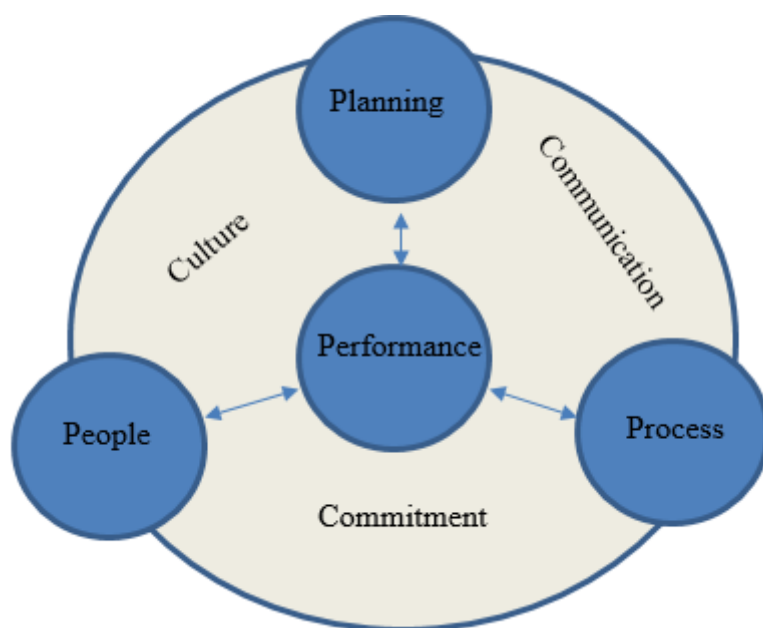 Planning
Communication
Culture
Performance
People
Process
Commitment